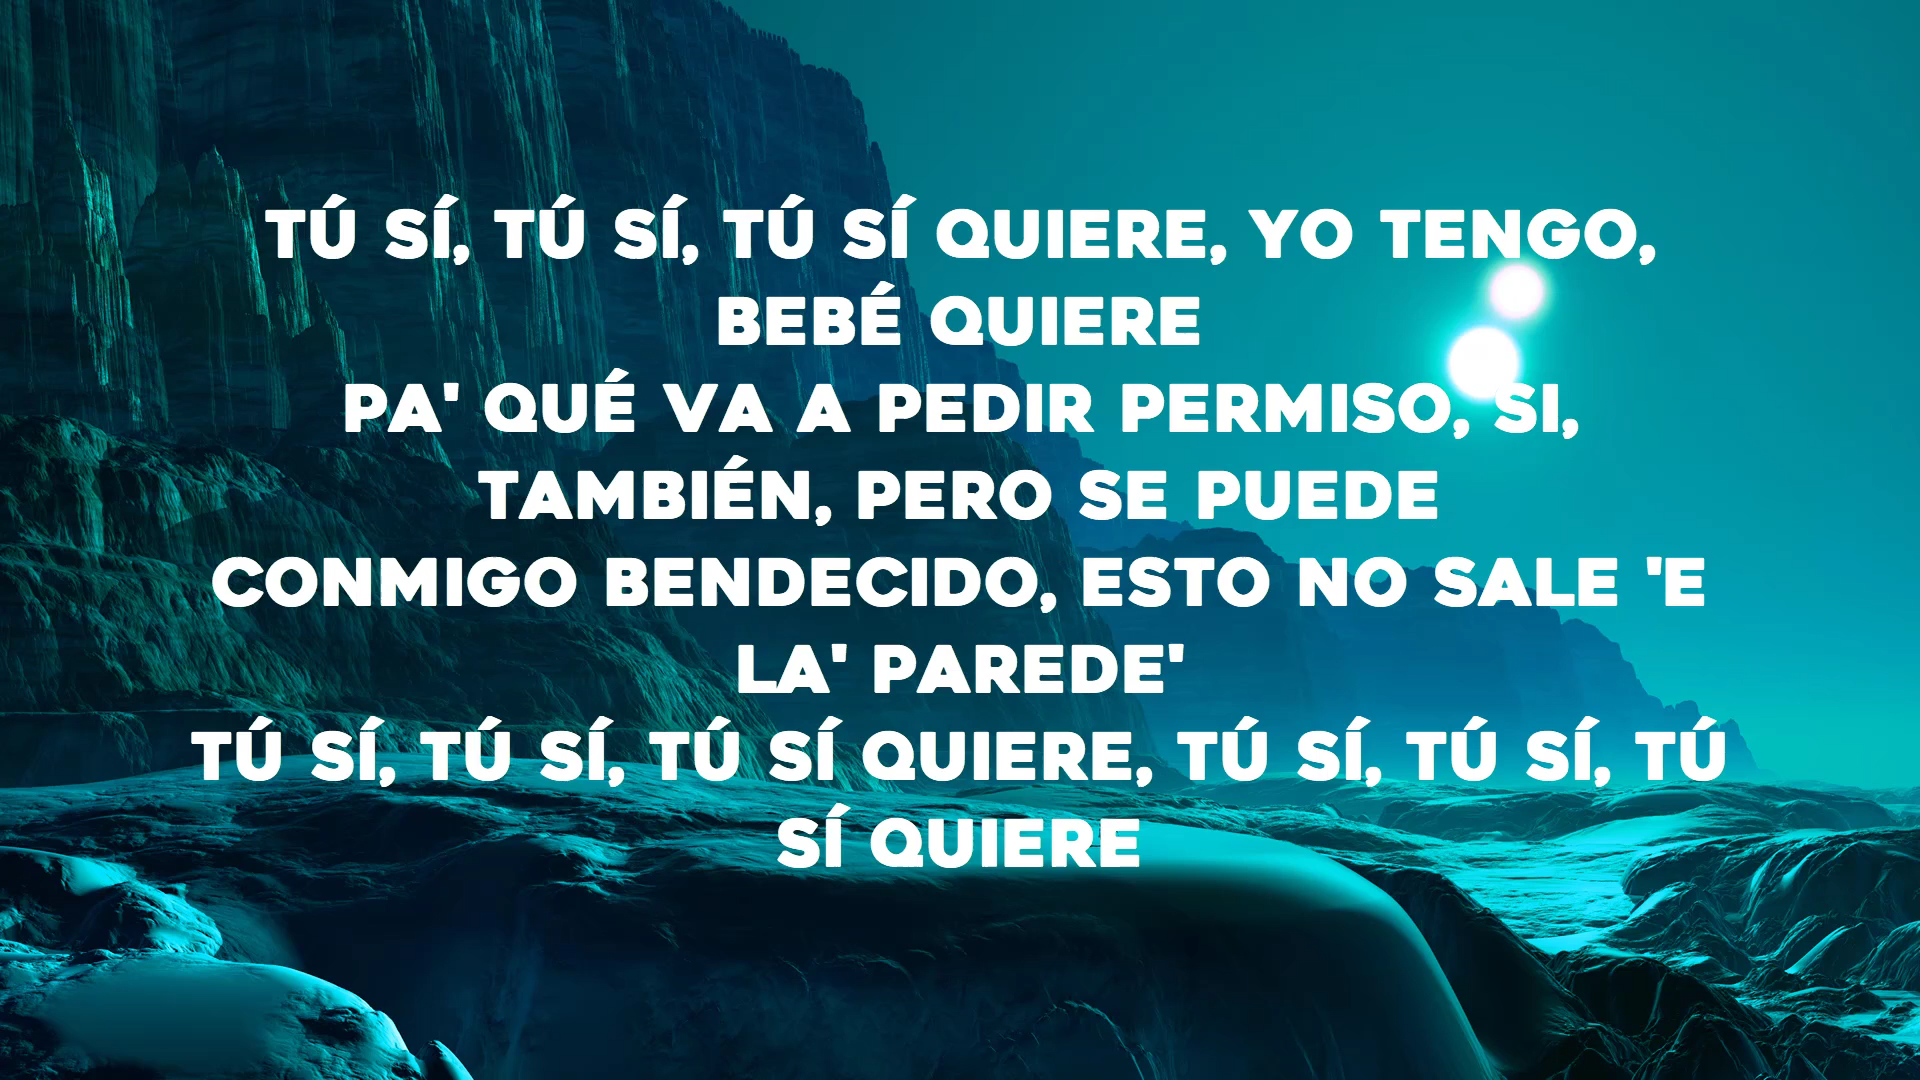 TÚ SÍ, TÚ SÍ, TÚ SÍ QUIERE, YO TENGO,
BEBÉ QUIERE
PA' QUÉ VA A PEDIR PERMISO, SI,
TAMBIÉN, PERO SE PUEDE
CONMIGO BENDECIDO, ESTO NO SALE 'E
LA' PAREDE'
TÚ SÍ, TÚ SÍ, TÚ SÍ QUIERE, TÚ SÍ, TÚ SÍ, TÚ
SÍ QUIERE